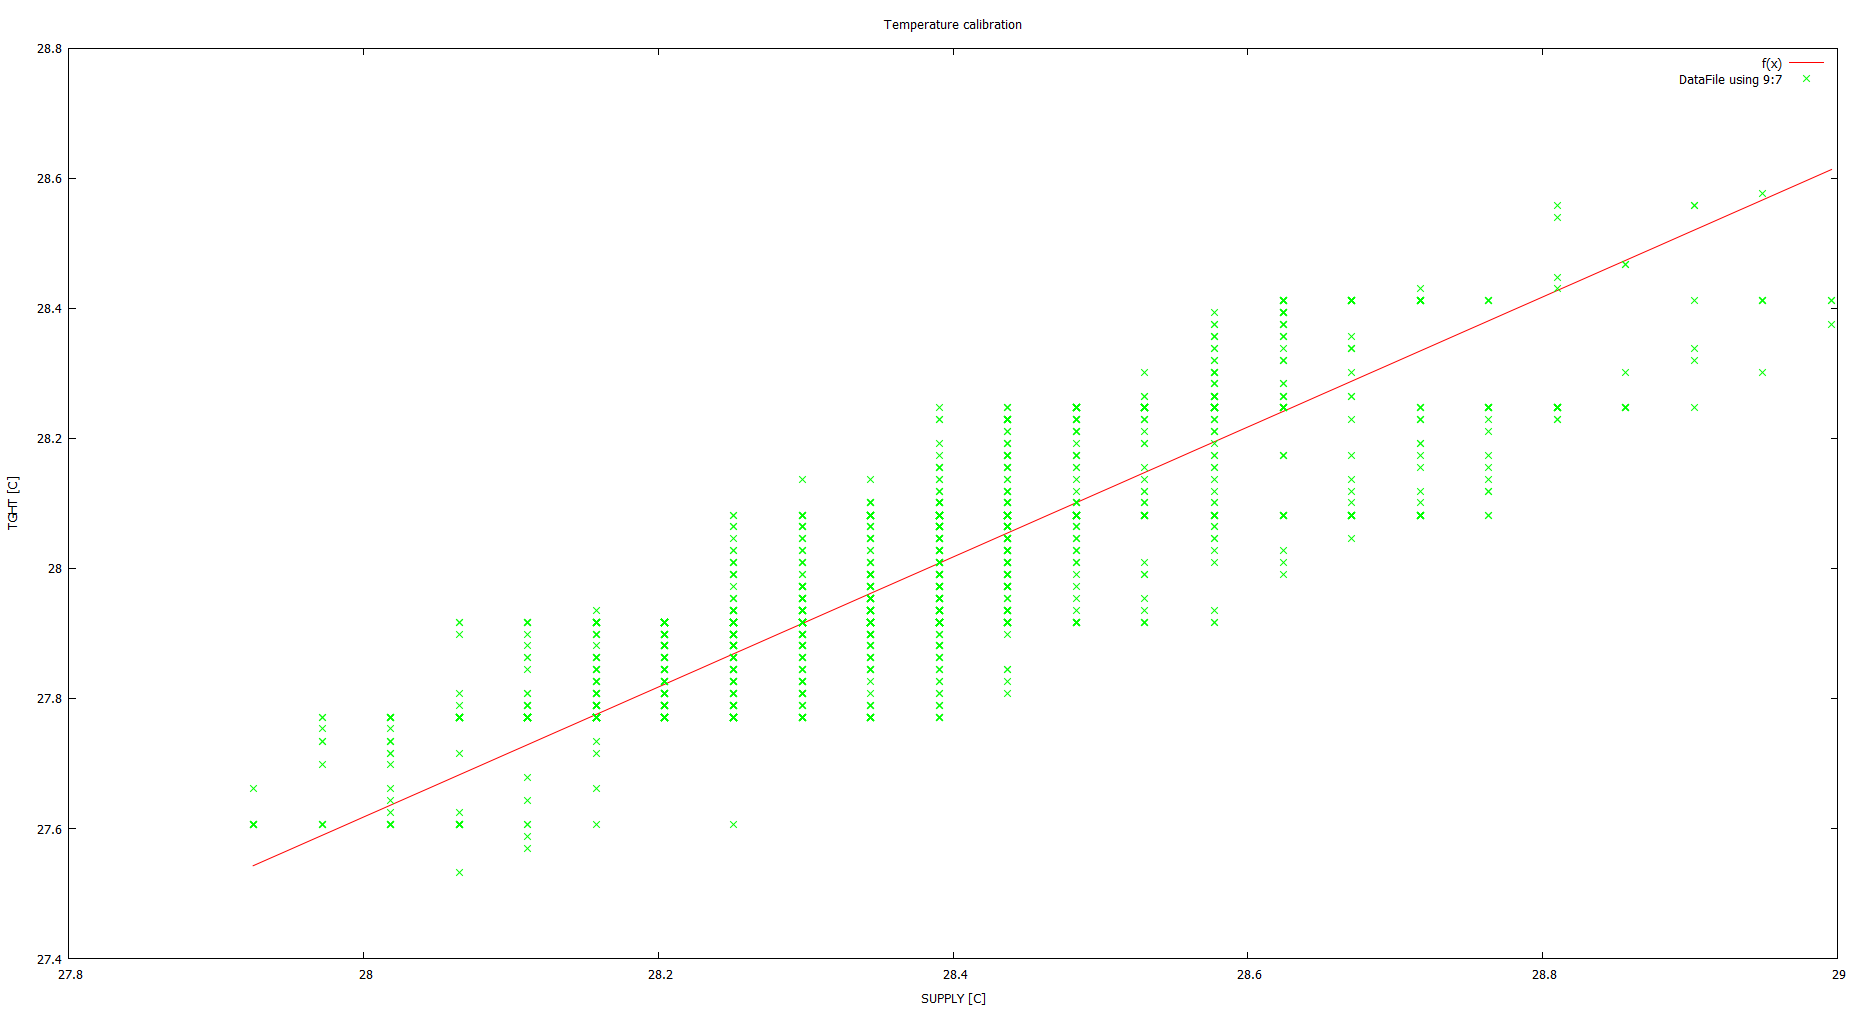 Temperature calibration
28.8
28.6
28.4
28.2
28
27.8
27.6
27.4
TGHT [C]
f(x)
DataFile using 9:7
27.8 28 28.2 28.4 28.6 28.8 29
SUPPLY [C]